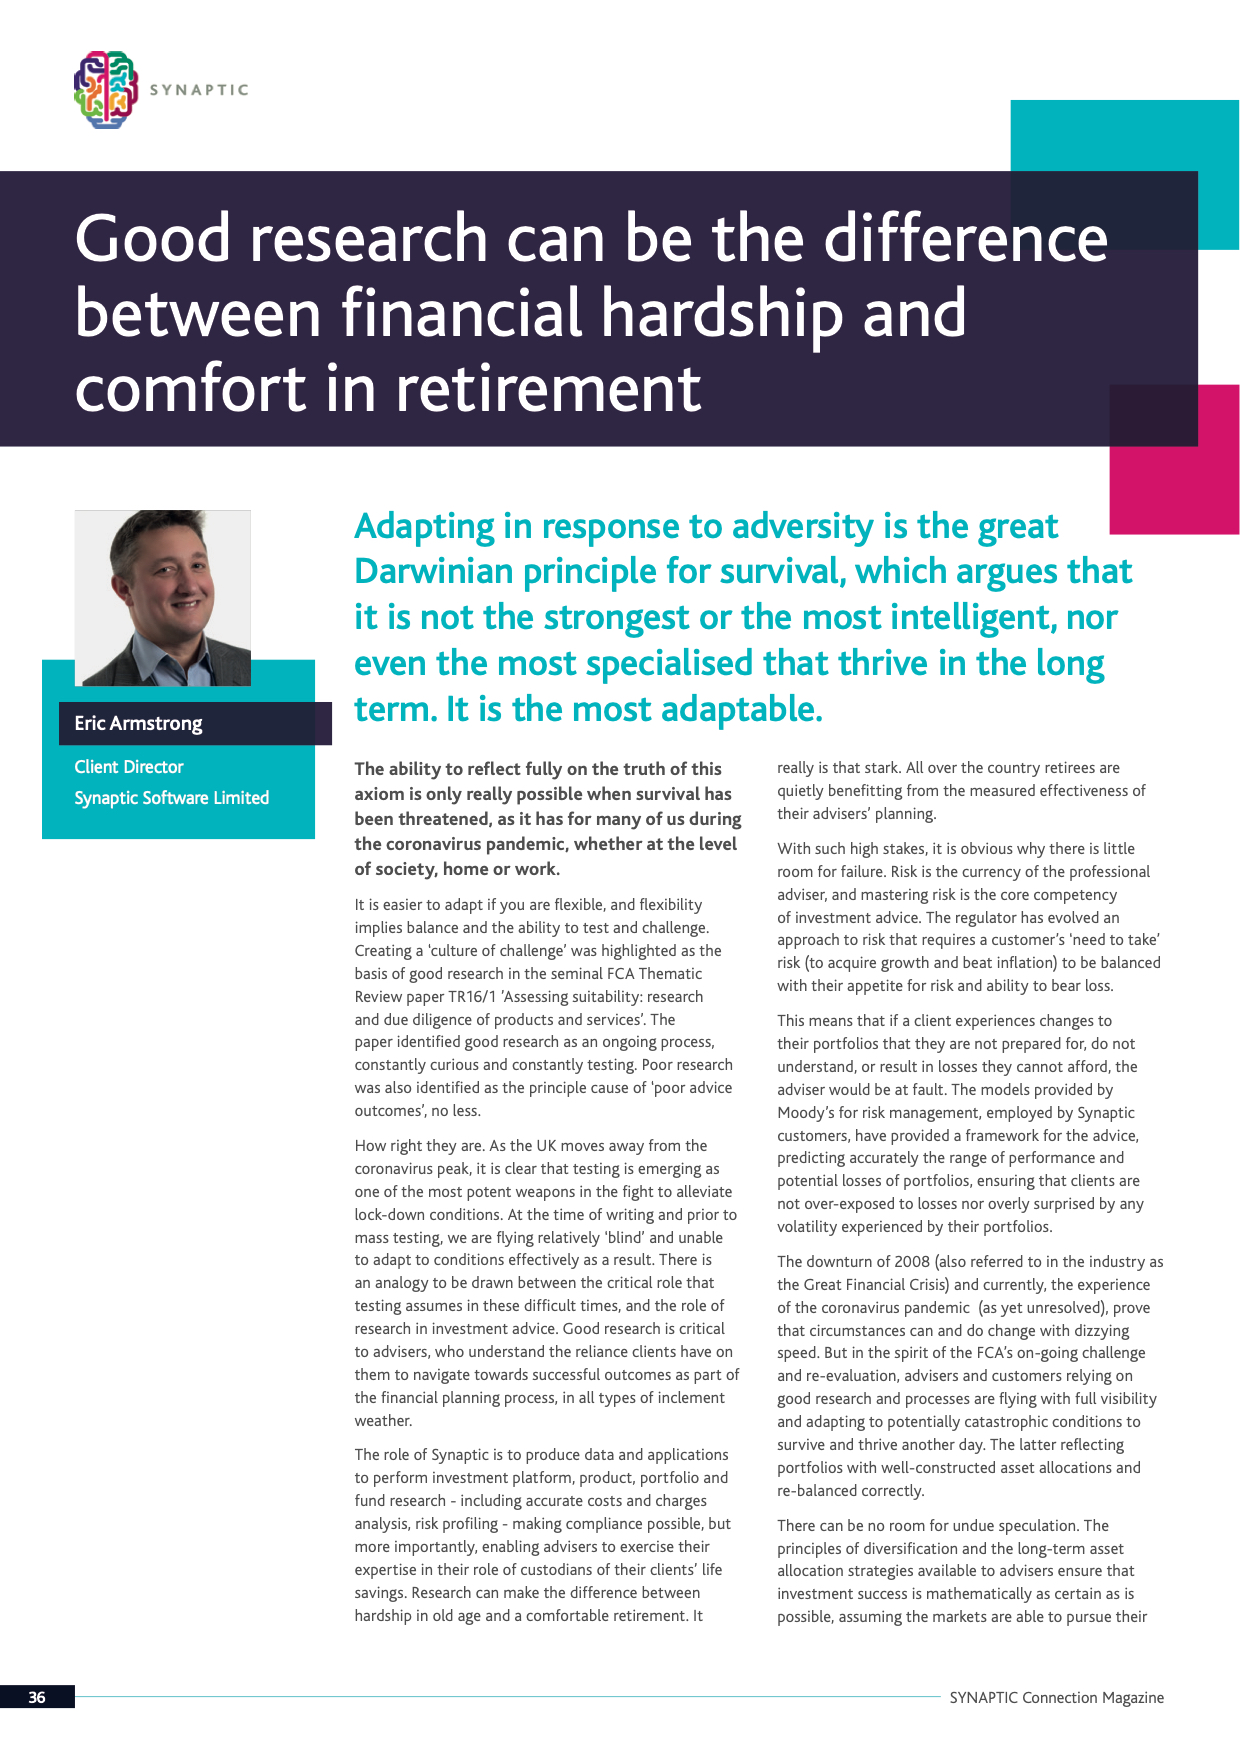 SYNAPTIC
Good research can be the difference
between financial hardship and
comfort in retirement
Eric Armstrong
Client Director
Synaptic Software Limited
Adapting in response to adversity is the great
Darwinian principle for survival, which argues that
it is not the strongest or the most intelligent, nor
even the most specialised that thrive in the long
term. It is the most adaptable.
The ability to reflect fully on the truth of this
axiom is only really possible when survival has
been threatened, as it has for many of us during
the coronavirus pandemic, whether at the level
of society, home or work.
It is easier to adapt if you are flexible, and flexibility
implies balance and the ability to test and challenge.
Creating a ‘culture of challenge’ was highlighted as the
basis of good research in the seminal FCA Thematic
Review paper TR16/1 ’Assessing suitability: research
and due diligence of products and services’. The
paper identified good research as an ongoing process,
constantly curious and constantly testing. Poor research
was also identified as the principle cause of ‘poor advice
outcomes’, no less.
How right they are. As the UK moves away from the
coronavirus peak, it is clear that testing is emerging as
one of the most potent weapons in the fight to alleviate
lock-down conditions. At the time of writing and prior to
mass testing, we are flying relatively ‘blind’ and unable
to adapt to conditions effectively as a result. There is
an analogy to be drawn between the critical role that
testing assumes in these difficult times, and the role of
research in investment advice. Good research is critical
to advisers, who understand the reliance clients have on
them to navigate towards successful outcomes as part of
the financial planning process, in all types of inclement
weather.
The role of Synaptic is to produce data and applications
to perform investment platform, product, portfolio and
fund research - including accurate costs and charges
analysis, risk profiling - making compliance possible, but
more importantly, enabling advisers to exercise their
expertise in their role of custodians of their clients’ life
savings. Research can make the difference between
hardship in old age and a comfortable retirement. It
really is that stark. All over the country retirees are
quietly benefitting from the measured effectiveness of
their advisers’ planning.
With such high stakes, it is obvious why there is little
room for failure. Risk is the currency of the professional
adviser, and mastering risk is the core competency
of investment advice. The regulator has evolved an
approach to risk that requires a customer’s ‘need to take’
risk (to acquire growth and beat inflation) to be balanced
with their appetite for risk and ability to bear loss.
This means that if a client experiences changes to
their portfolios that they are not prepared for, do not
understand, or result in losses they cannot afford, the
adviser would be at fault. The models provided by
Moody’s for risk management, employed by Synaptic
customers, have provided a framework for the advice,
predicting accurately the range of performance and
potential losses of portfolios, ensuring that clients are
not over-exposed to losses nor overly surprised by any
volatility experienced by their portfolios.
The downturn of 2008 (also referred to in the industry as
the Great Financial Crisis) and currently, the experience
of the coronavirus pandemic (as yet unresolved), prove
that circumstances can and do change with dizzying
speed. But in the spirit of the FCA’s on-going challenge
and re-evaluation, advisers and customers relying on
good research and processes are flying with full visibility
and adapting to potentially catastrophic conditions to
survive and thrive another day. The latter reflecting
portfolios with well-constructed asset allocations and
re-balanced correctly.
There can be no room for undue speculation. The
principles of diversification and the long-term asset
allocation strategies available to advisers ensure that
investment success is mathematically as certain as is
possible, assuming the markets are able to pursue their
36
SYNAPTIC Connection Magazine